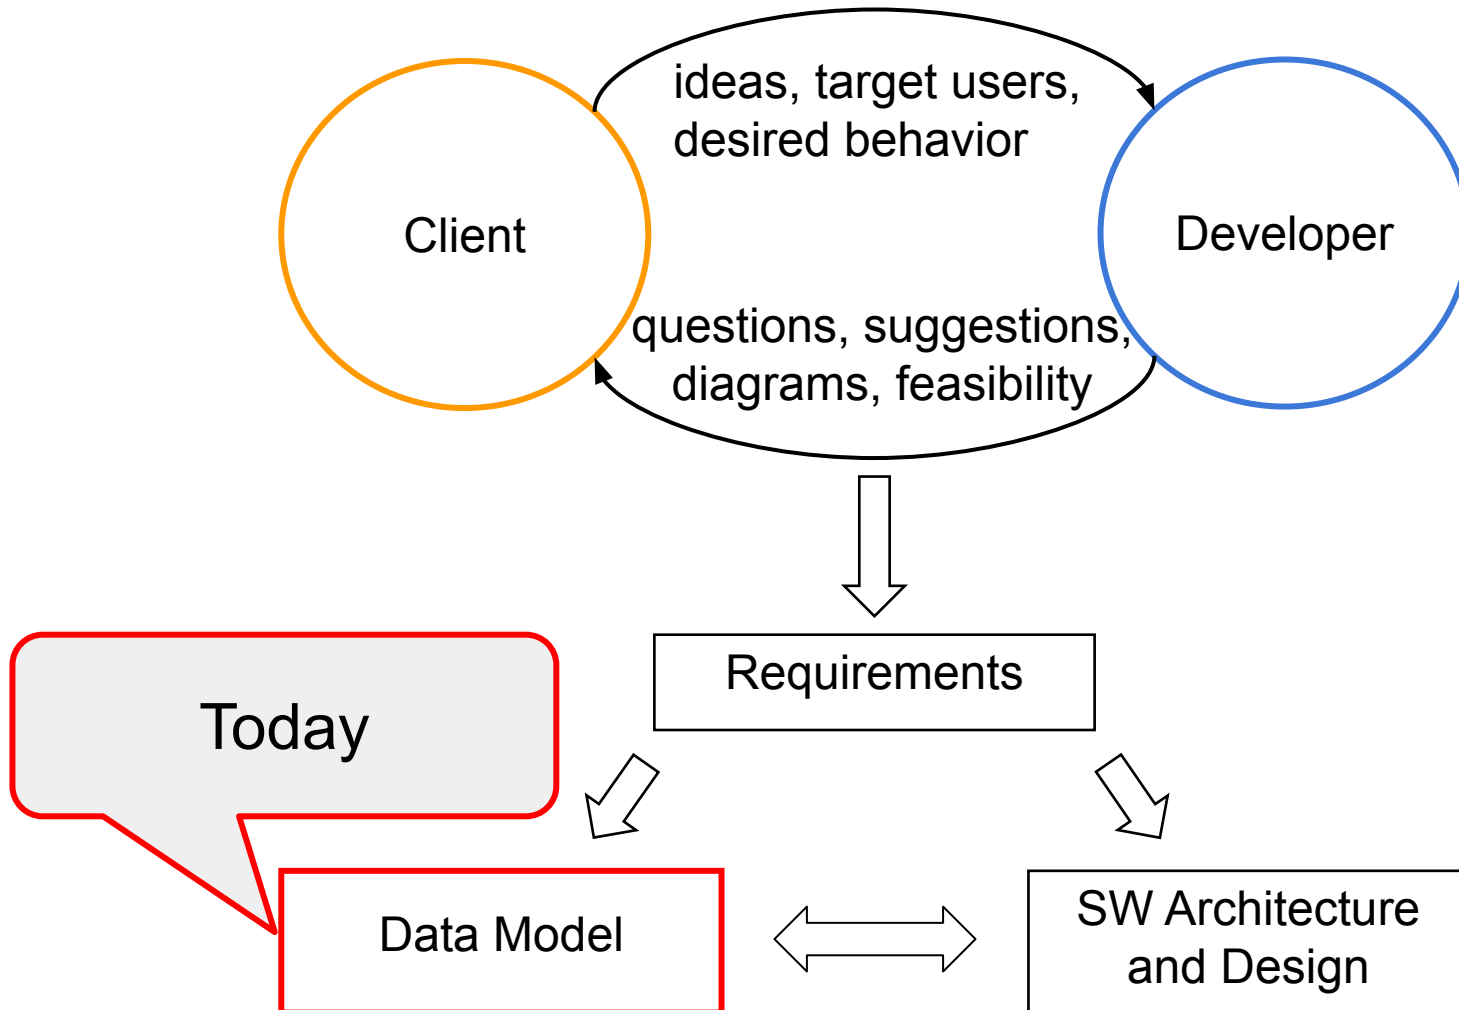 ideas, target users,
desired behavior
Client
Developer
questions, suggestions,
diagrams, feasibility
Requirements
Today
Data Model
SW Architecture
and Design